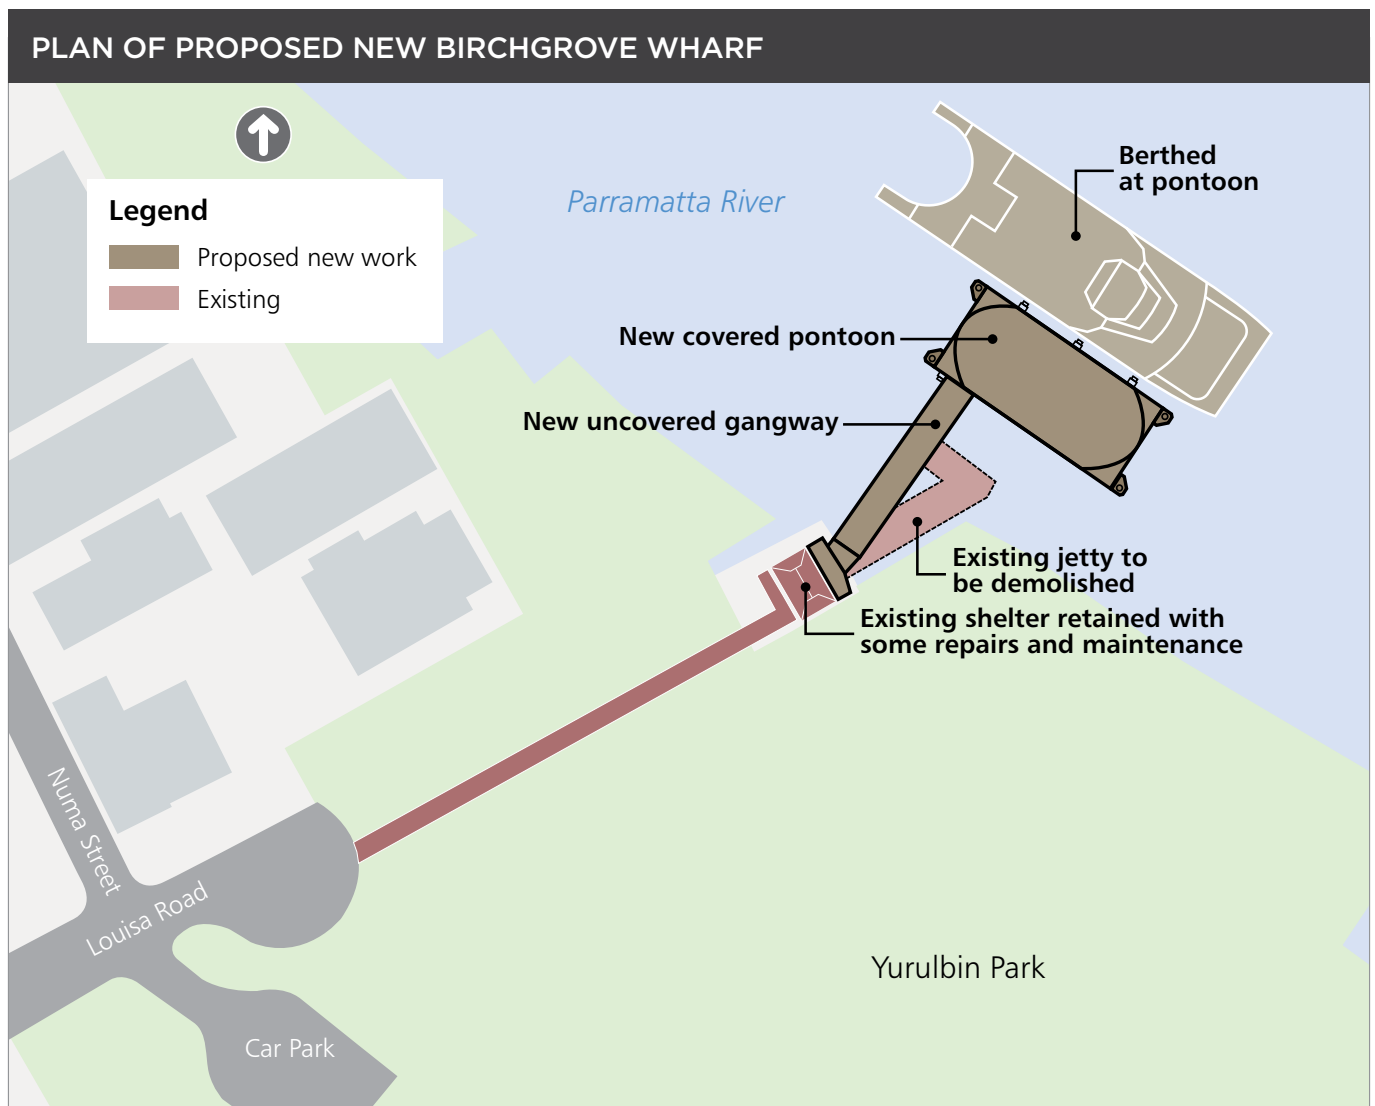 PLAN OF PROPOSED NEW BIRCHGROVE WHARF
Legend
Proposed new work
Existing
Parramatta River
Berthed
at pontoon
New covered pontoon
New uncovered gangway
Existing jetty to
be demolished
Existing shelter retained with
some repairs and maintenance
Numa Street
Louisa Road
Yurulbin Park
Car Park